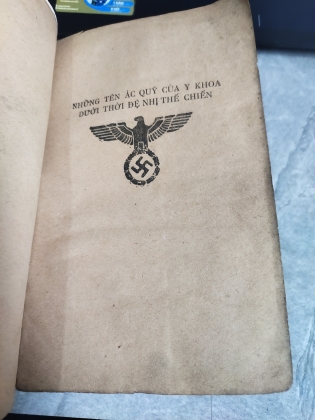 NHỮNG TÊN ÁC QUỶ CỦA Y KHOA
DƯỚI THỜI ĐỆ NHỊ THẾ CHIẾN